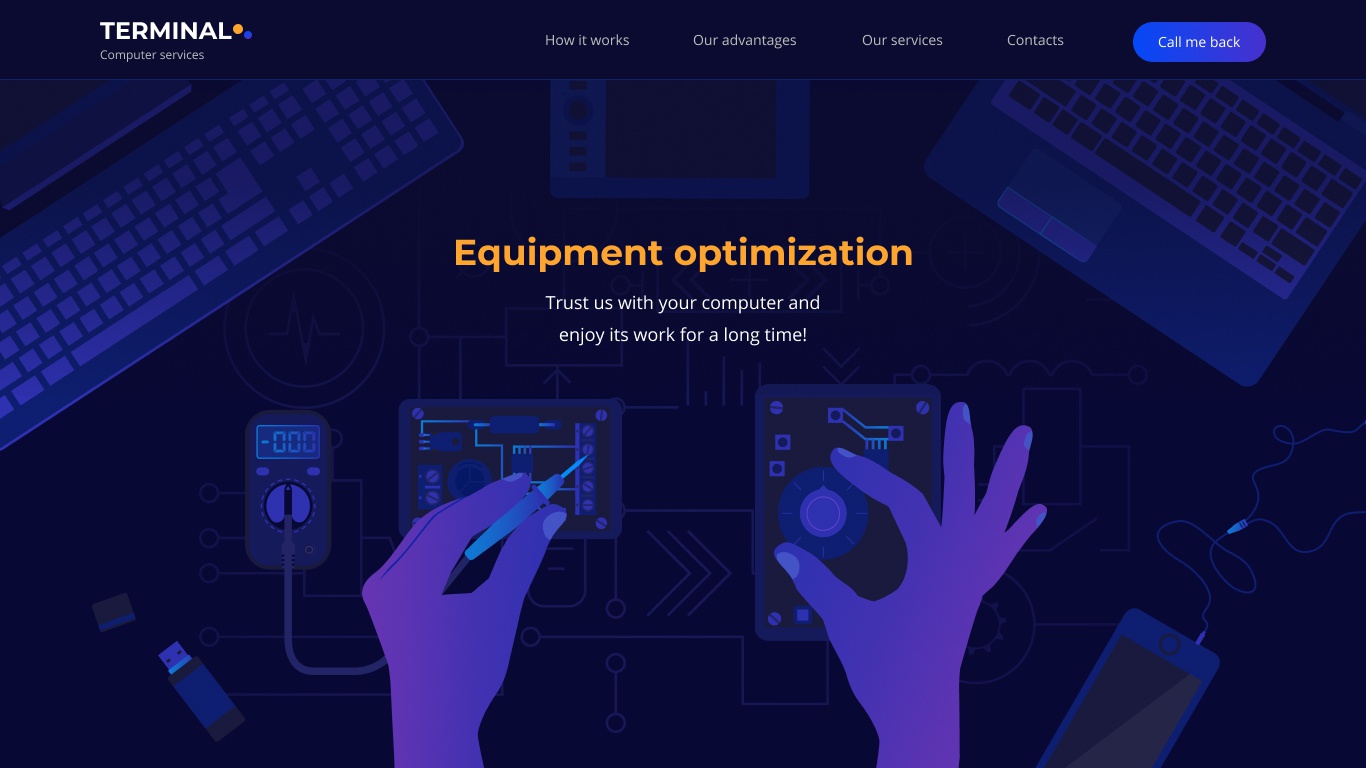 TERMINAL
Computer services
How it works
Our advantages
Our services
Contacts
Call me back
Equipment optimization
Trust us with your computer and
enjoy its work for a long time!
-000